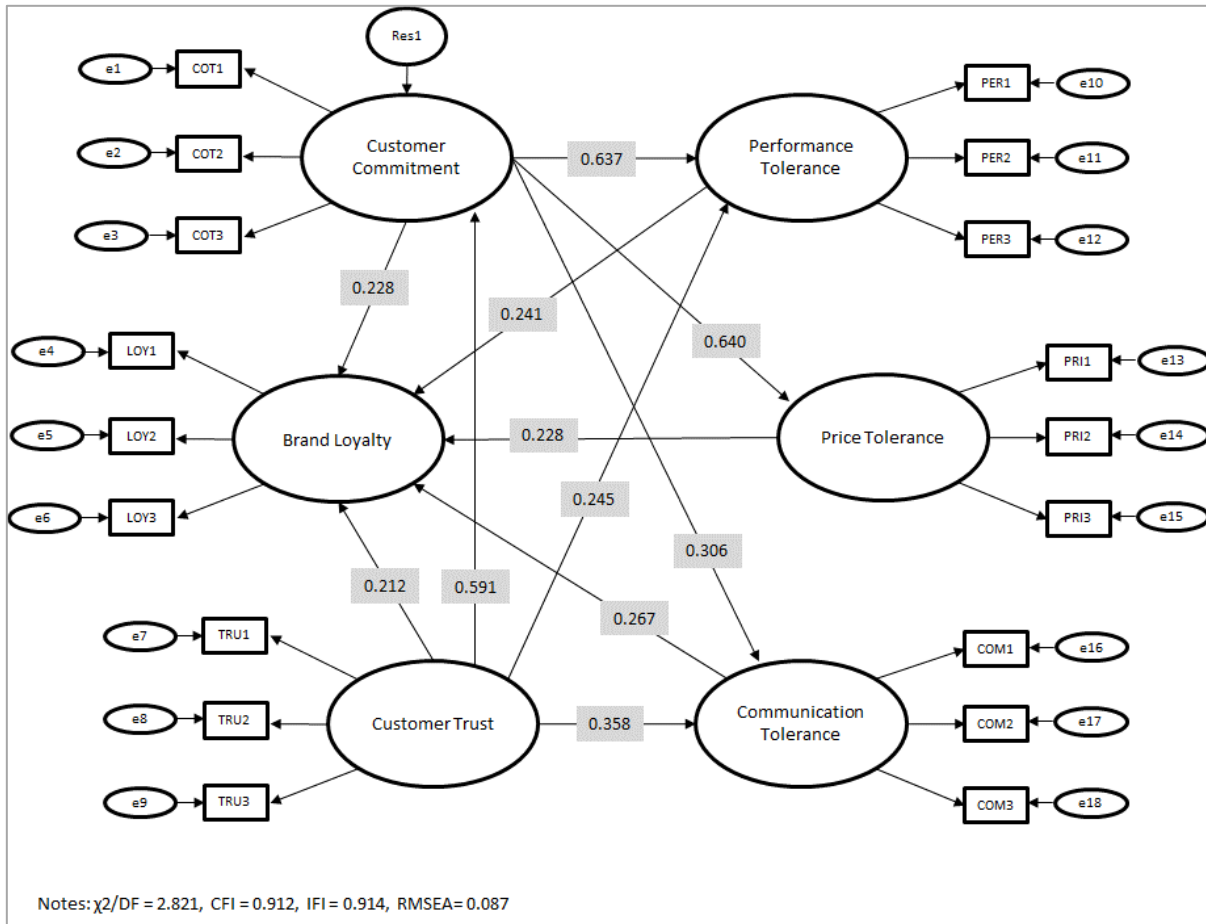 Res1
e1
COT1
PER1
e10
e2
COT2
Customer
Commitment
0.637
Performance
Tolerance
PER2
e11
e3
COT3
PER3
e12
0.228
0.241
0.640
e4
LOY1
PRI1
e13
e5
LOY2
Brand Loyalty
0.228
Price Tolerance
PRI2
e14
0.245
e6
LOY3
PRI3
e15
0.306
0.212
0.591
0.267
e7
TRU1
COM1
e16
e8
TRU2
Customer Trust
0.358
Communication
Tolerance
COM2
e17
e9
TRU3
COM3
e18
Notes: χ2/DF = 2.821, CFI = 0.912, IFI = 0.914, RMSEA= 0.087